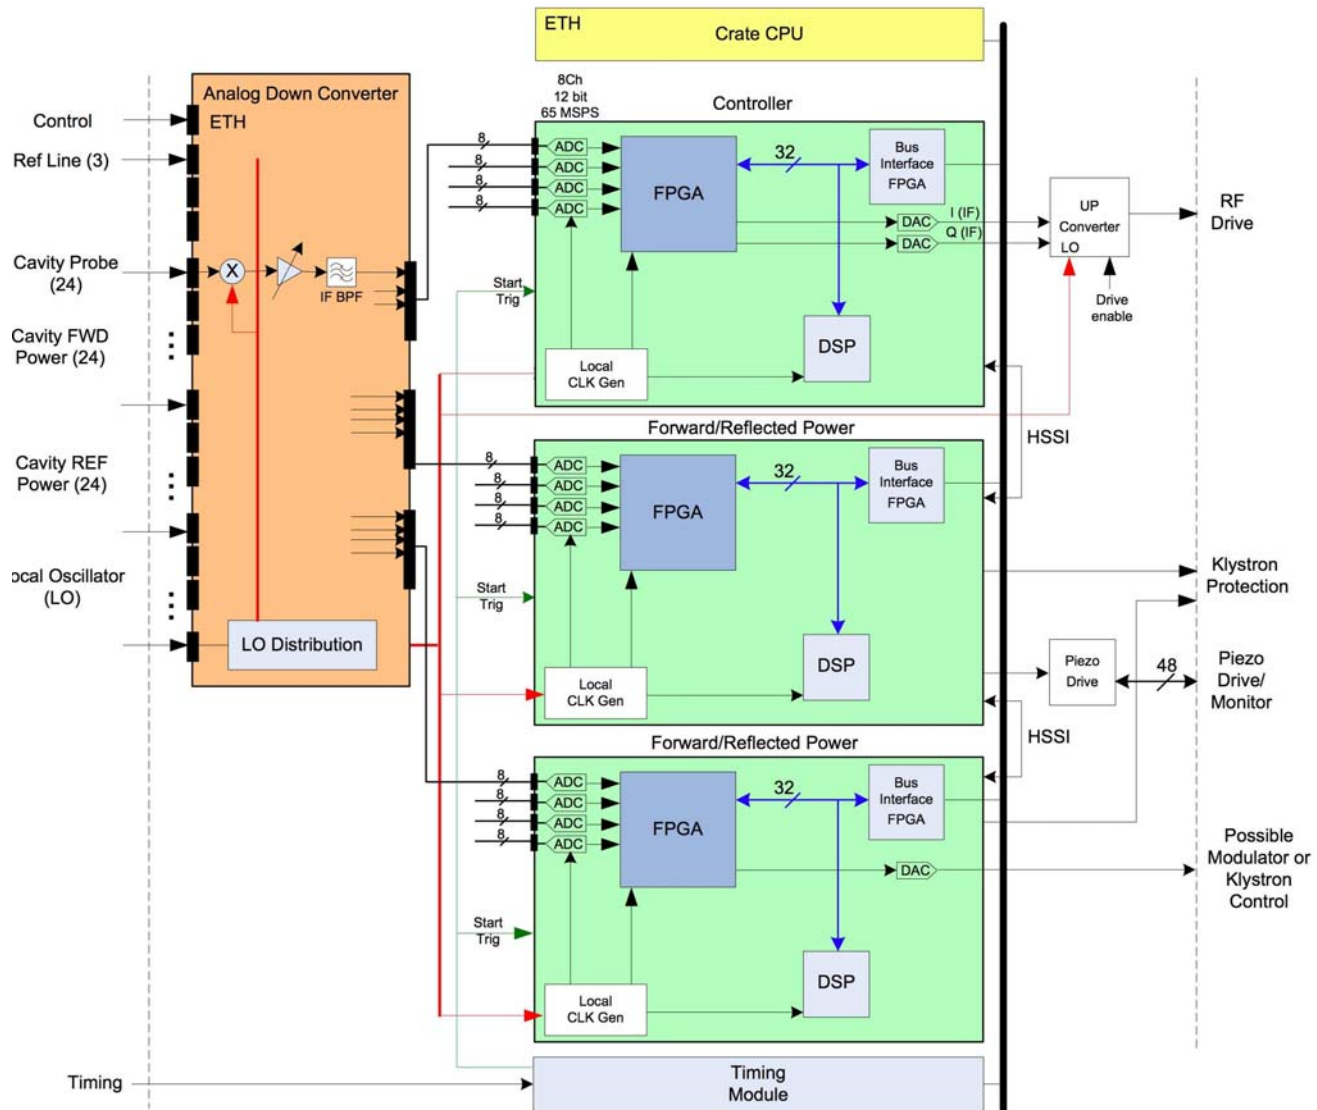 ETH
Crate CPU
Analog Down Converter
ETH
8Ch
12 bit
65 MSPS
Controller
Control
Ref Line (3)
Cavity Probe
(24)
Cavity FWD
Power (24)
Cavity REF
Power (24)
ocal Oscillator
(LO)
X
IF BPF
LO Distribution
8
8
8
8
ADC
ADC
ADC
ADC
FPGA
32
Bus
Interface
FPGA
DAC
DAC
I (IF)
Q (IF)
UP
Converter
LO
RF
Drive
Drive
enable
Start
Trig
Local
CLK Gen
DSP
HSSI
Forward/Reflected Power
8
8
8
8
ADC
ADC
ADC
ADC
FPGA
32
Bus
Interface
FPGA
Start
Trig
Local
CLK Gen
DSP
Klystron
Protection
Piezo
Drive
48
Piezo
Drive/
Monitor
HSSI
Forward/Reflected Power
8
8
8
8
ADC
ADC
ADC
ADC
FPGA
32
Bus
Interface
FPGA
DAC
Possible
Modulator or
Klystron
Control
Start
Trig
Local
CLK Gen
DSP
Timing
Timing
Module